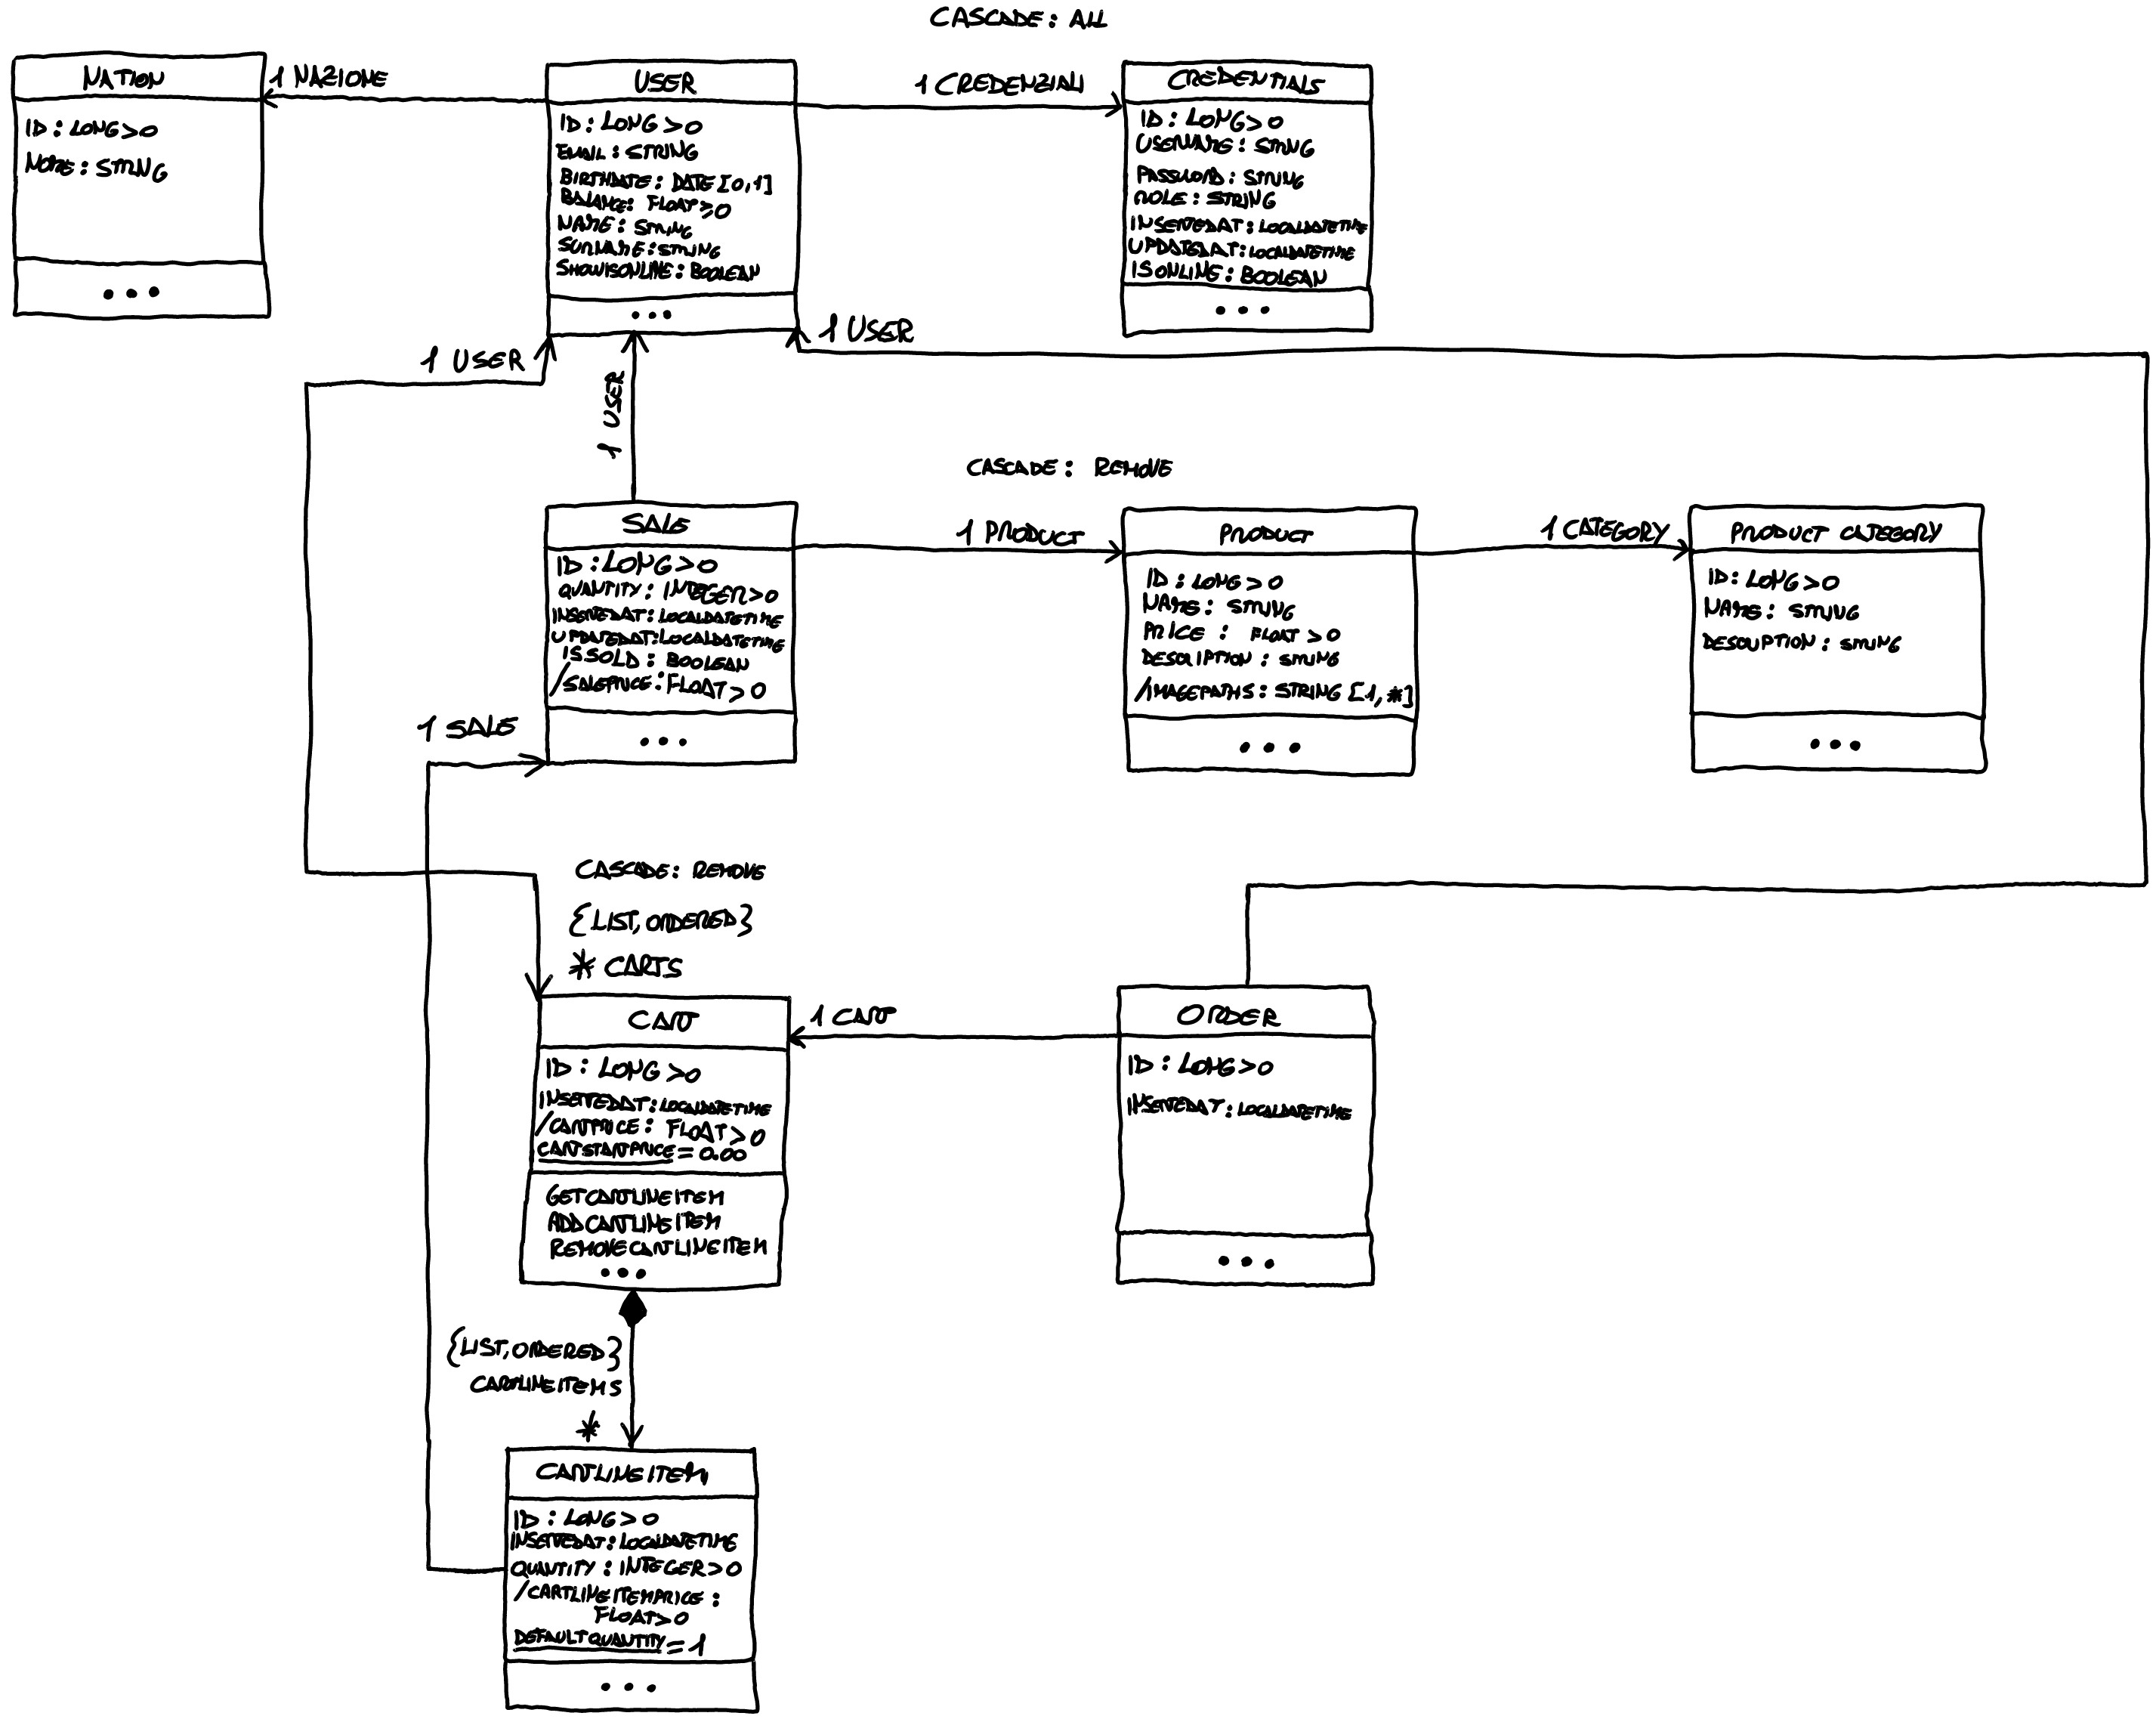 CASCADE: ALL
NATION
1 NAZIONE
USER
1 CREDENZIALI
CREDENTIALS
ID: LONG>0
NOME: STRING
...
ID: LONG>0
EMAIL: STRING
BIRTHDATE: DATE[0,1]
BALANCE: FLOAT≥0
NAME: STRING
SURNAME: STRING
SHOWISONLINE: BOOLEAN
...
ID: LONG>0
USERNAME: STRING
PASSWORD: STRING
ROLE: STRING
INSERTEDAT: LOCALDATETIME
UPDATEDAT: LOCALDATETIME
ISONLINE: BOOLEAN
...
1 USER
1 USER
1 USER
CASCADE: REMOVE
SALE
1 PRODUCT
PRODUCT
1 CATEGORY
PRODUCT CATEGORY
ID: LONG>0
QUANTITY: INTEGER>0
INSERTEDAT: LOCALDATETIME
UPDATEDAT: LOCALDATETIME
ISSOLD: BOOLEAN
/SALEPRICE: FLOAT>0
...
ID: LONG>0
NAME: STRING
PRICE: FLOAT>0
DESCRIPTION: STRING
/IMAGEPATHS: STRING [1,*]
...
ID: LONG>0
NAME: STRING
DESCRIPTION: STRING
...
1 SALE
CASCADE: REMOVE
{LIST, ORDERED}
* CARTS
CART
1 CART
ORDER
ID: LONG>0
INSERTEDAT: LOCALDATETIME
/CARTPRICE: FLOAT>0
CARTSTARTPRICE=0.00
GETCARTLINEITEM
ADDCARTLINEITEM
REMOVECARTLINEITEM
...
ID: LONG>0
INSERTEDAT: LOCALDATETIME
...
{LIST, ORDERED}
CARTLINEITEMS
*
CARTLINEITEM
ID: LONG>0
INSERTEDAT: LOCALDATETIME
QUANTITY: INTEGER>0
/CARTLINEITEMPRICE:
FLOAT>0
DEFAULTQUANTITY=1
...